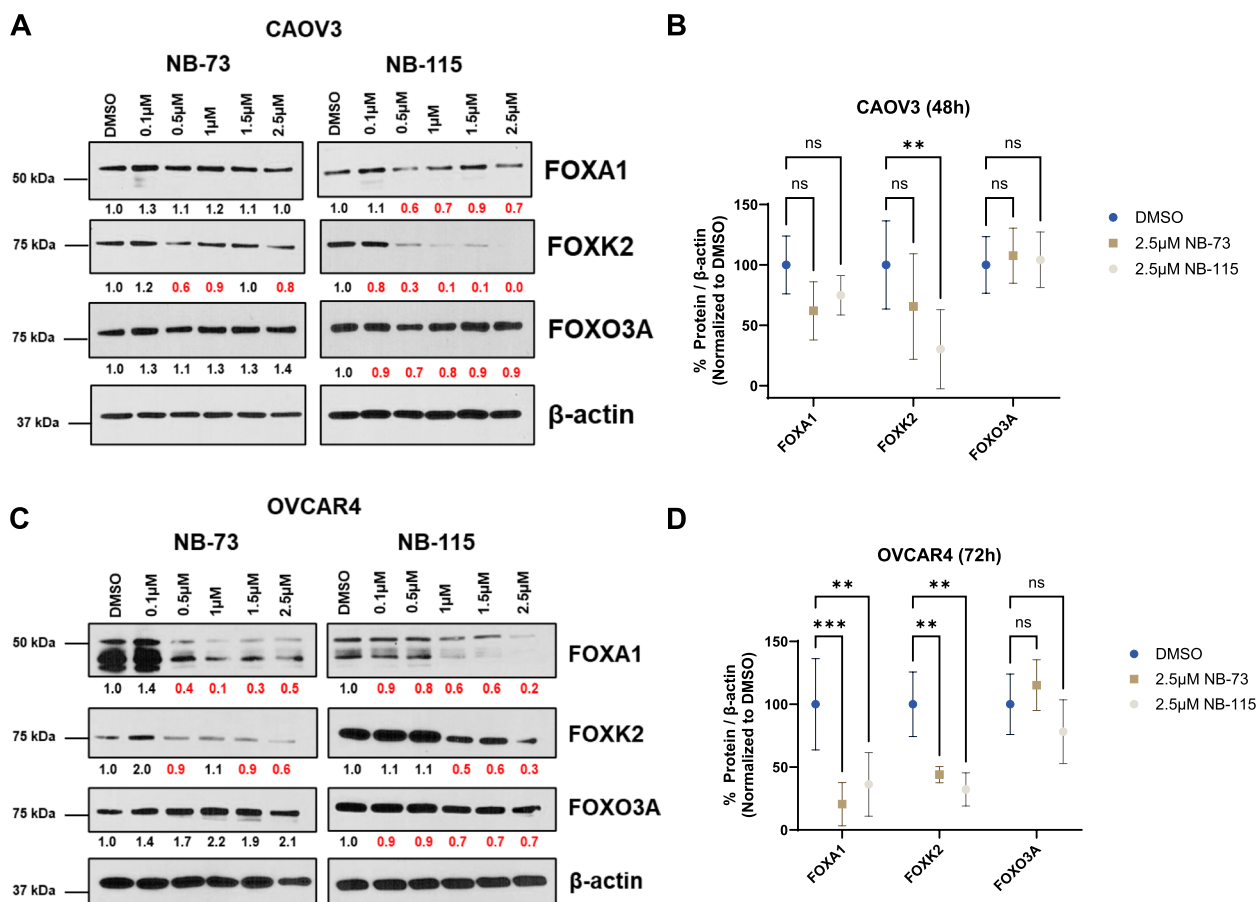 A
CAOV3
NB-73
NB-115
DMSO 0.1µM 0.5µM 1µM 1.5µM 2.5µM
DMSO 0.1µM 0.5µM 1µM 1.5µM 2.5µM
50 kDa
FOXA1
1.0 1.3 1.1 1.2 1.1 1.0
1.0 1.1 0.6 0.7 0.9 0.7
75 kDa
FOXK2
1.0 1.2 0.6 0.9 1.0 0.8
1.0 0.8 0.3 0.1 0.1 0.0
75 kDa
FOXO3A
1.0 1.3 1.1 1.3 1.3 1.4
1.0 0.9 0.7 0.8 0.9 0.9
37 kDa
β-actin
B
CAOV3 (48h)
ns ** ns
ns ns ns
% Protein / β-actin
(Normalized to DMSO)
150
100
50
0
FOXA1
FOXK2
FOXO3A
DMSO
2.5µM NB-73
2.5µM NB-115
C
OVCAR4
NB-73
NB-115
DMSO 0.1µM 0.5µM 1µM 1.5µM 2.5µM
DMSO 0.1µM 0.5µM 1µM 1.5µM 2.5µM
50 kDa
FOXA1
1.0 1.4 0.4 0.1 0.3 0.5
1.0 0.9 0.8 0.6 0.6 0.2
75 kDa
FOXK2
1.0 2.0 0.9 1.1 0.9 0.6
1.0 1.1 1.1 0.5 0.6 0.3
75 kDa
FOXO3A
1.0 1.4 1.7 2.2 1.9 2.1
1.0 0.9 0.9 0.7 0.7 0.7
37 kDa
β-actin
D
OVCAR4 (72h)
** ** ns
*** ** ns
% Protein / β-actin
(Normalized to DMSO)
150
100
50
0
FOXA1
FOXK2
FOXO3A
DMSO
2.5µM NB-73
2.5µM NB-115